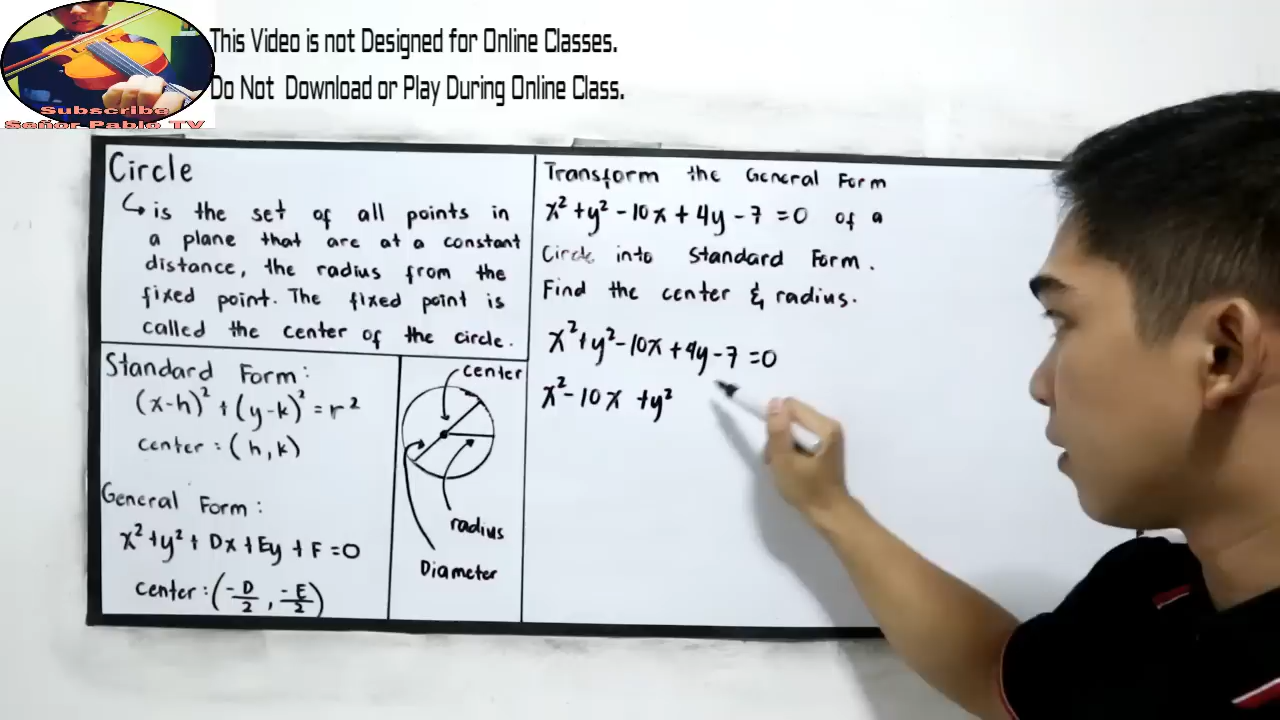 This Video is not Designed for Online Classes.
Do Not Download or Play During Online Class.
Subscribe
Señor Pablo TV
Circle
↳ is the set of all points in
a plane that are at a constant
distance, the radius from the
fixed point. The fixed point is
called the center of the circle.
Standard Form:
(x-h)² + (y-k)² = r²
center: (h,k)
General Form:
x² + y² + Dx + Ey + F = 0
center: (-D/2, -E/2)
center
radius
Diameter
Transform the General Form
x² + y² - 10x + 4y - 7 = 0 of a
Circle into Standard Form.
Find the center & radius.
x² + y² - 10x + 4y - 7 = 0
x² - 10x + y²